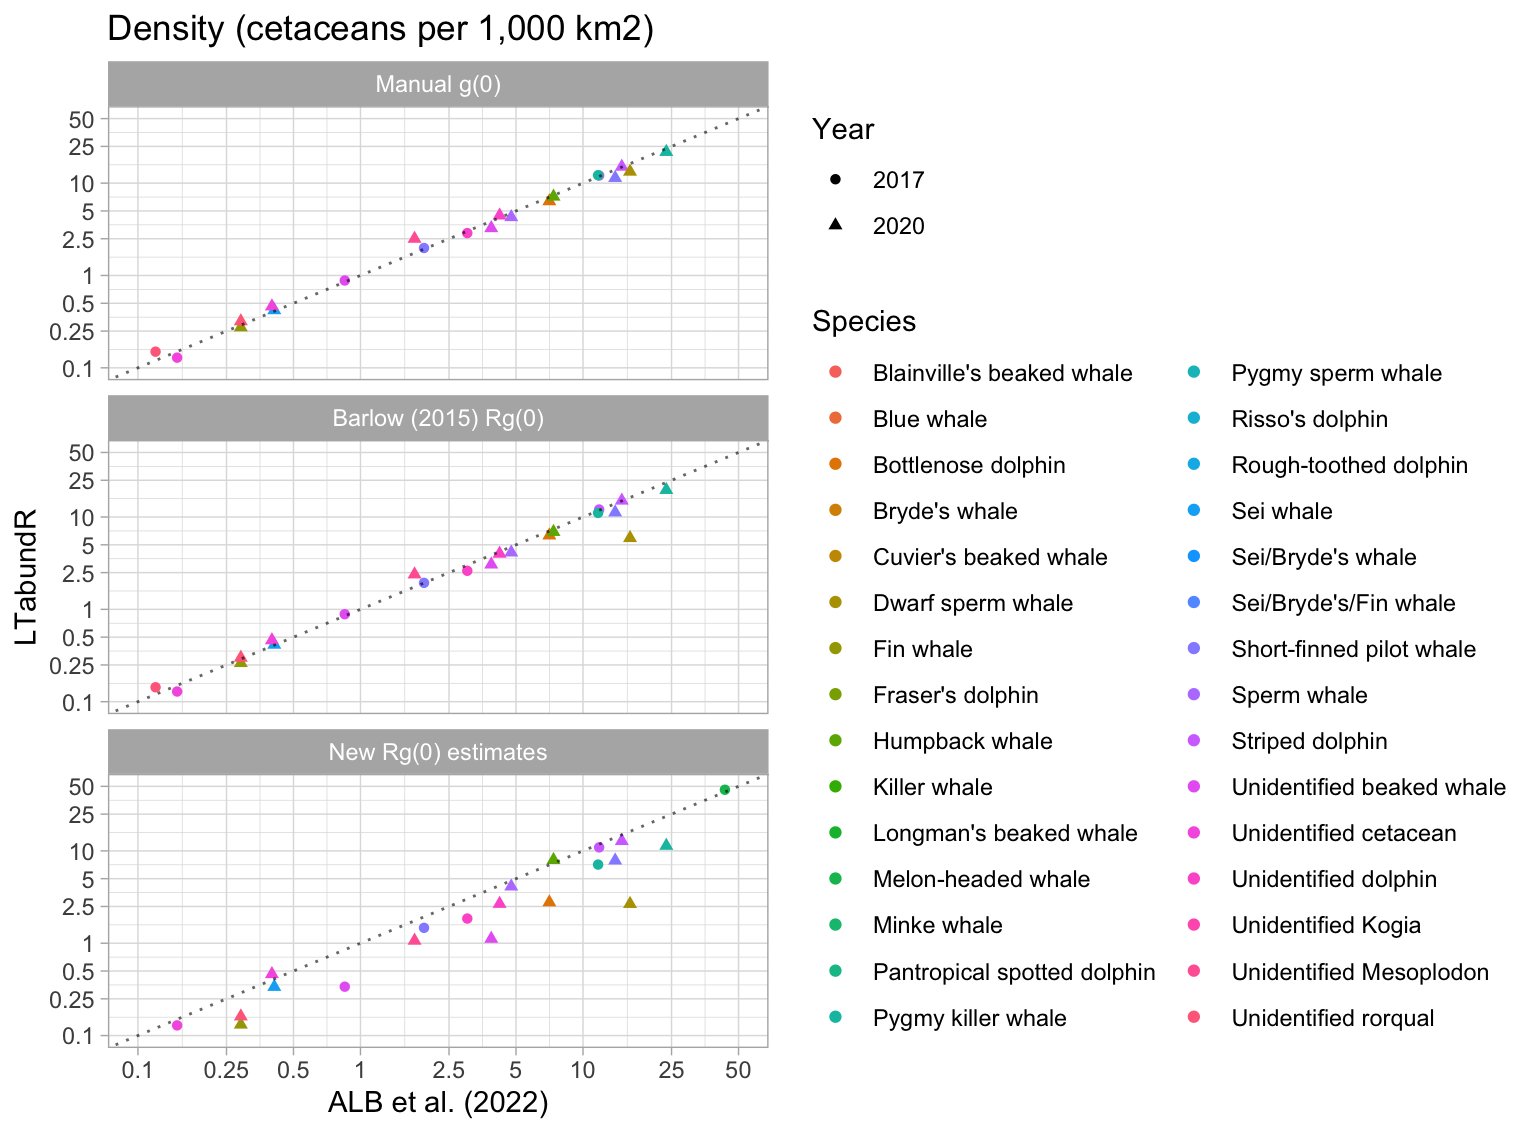 Density (cetaceans per 1,000 km2)
Manual g(0)
50
25
10
5
2.5
1
0.5
0.25
0.1
Barlow (2015) Rg(0)
50
25
10
5
2.5
1
0.5
0.25
0.1
New Rg(0) estimates
50
25
10
5
2.5
1
0.5
0.25
0.1
0.1 0.25 0.5 1 2.5 5 10 25 50
ALB et al. (2022)
LTabundR
Year
2017
2020
Species
Blainville's beaked whale
Blue whale
Bottlenose dolphin
Bryde's whale
Cuvier's beaked whale
Dwarf sperm whale
Fin whale
Fraser's dolphin
Humpback whale
Killer whale
Longman's beaked whale
Melon-headed whale
Minke whale
Pantropical spotted dolphin
Pygmy killer whale
Pygmy sperm whale
Risso's dolphin
Rough-toothed dolphin
Sei whale
Sei/Bryde's whale
Sei/Bryde's/Fin whale
Short-finned pilot whale
Sperm whale
Striped dolphin
Unidentified beaked whale
Unidentified cetacean
Unidentified dolphin
Unidentified Kogia
Unidentified Mesoplodon
Unidentified rorqual